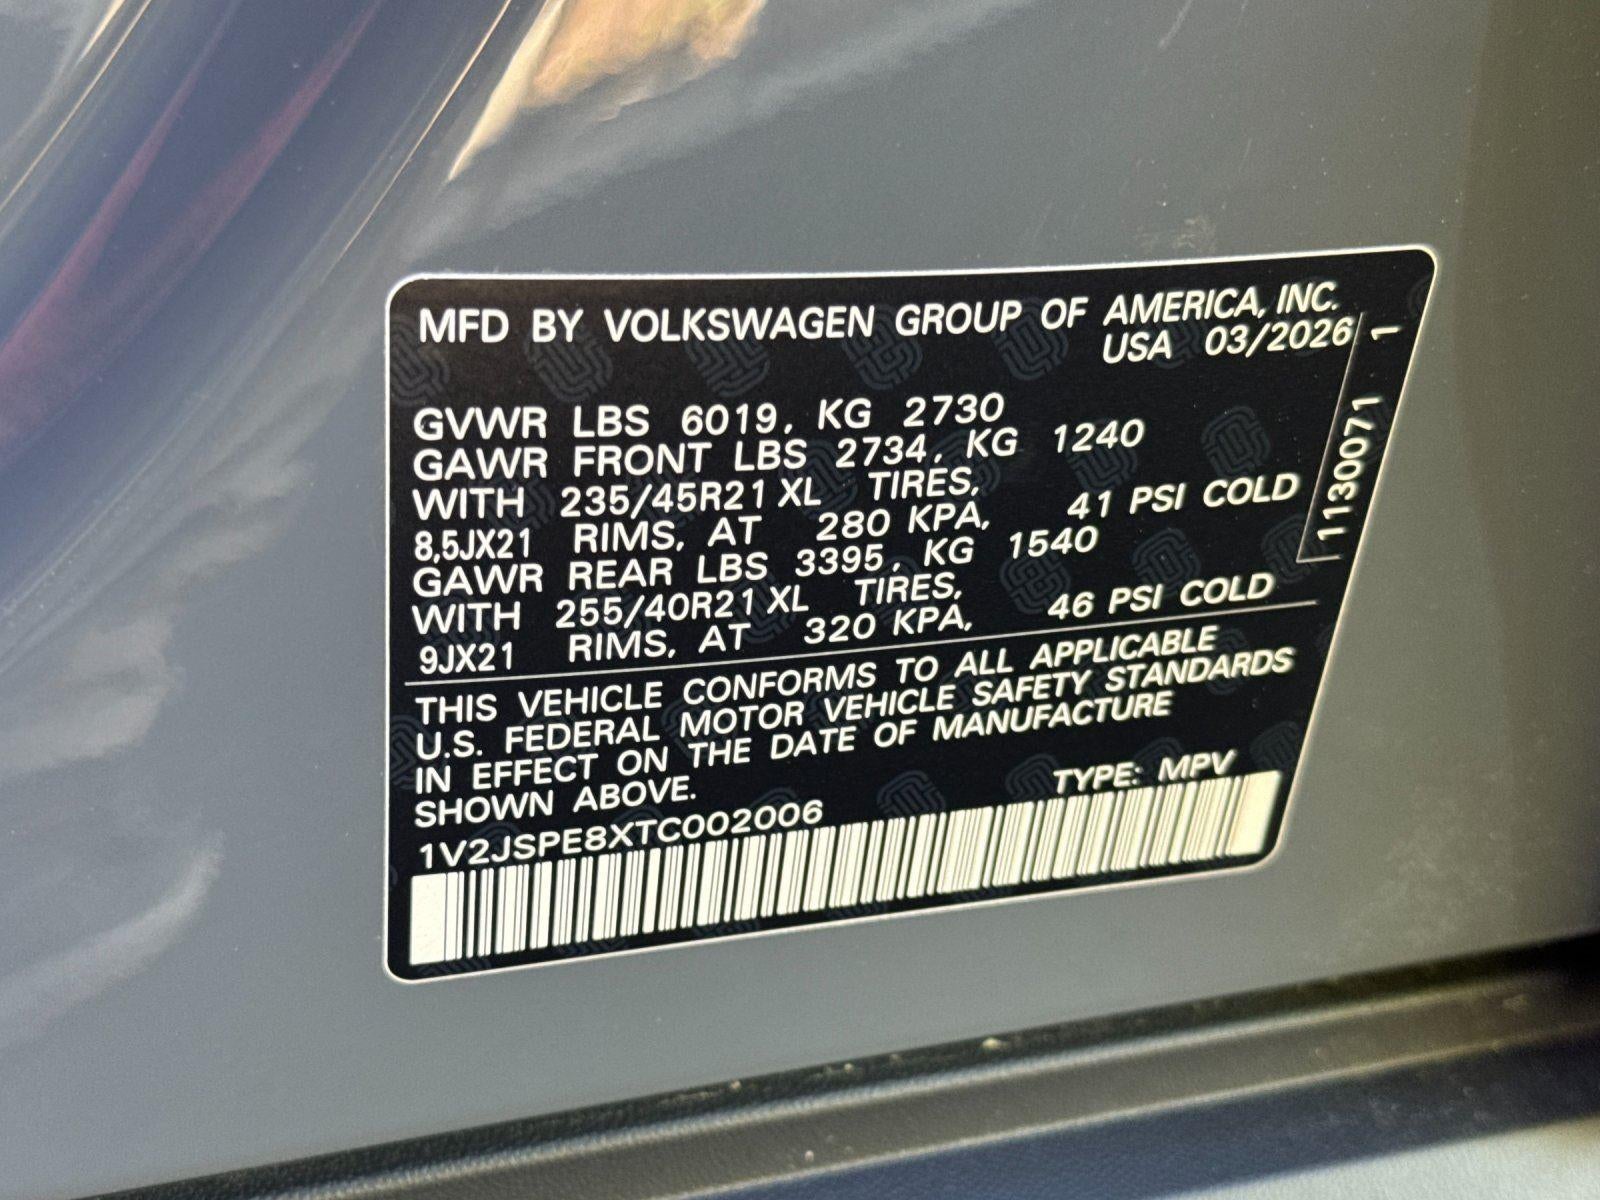 MFD BY VOLKSWAGEN GROUP OF AMERICA, INC.
USA 03/2026
GVWR LBS 6019, KG 2730
GAWR FRONT LBS 2734, KG 1240
WITH 235/45R21 XL TIRES,
8,5JX21 RIMS, AT 280 KPA, 41 PSI COLD
GAWR REAR LBS 3395, KG 1540
WITH 255/40R21 XL TIRES,
9JX21 RIMS, AT 320 KPA, 46 PSI COLD
THIS VEHICLE CONFORMS TO ALL APPLICABLE
U.S. FEDERAL MOTOR VEHICLE SAFETY STANDARDS
IN EFFECT ON THE DATE OF MANUFACTURE
SHOWN ABOVE.
TYPE: MPV
1V2JSPE8XTC002006
1130071 1